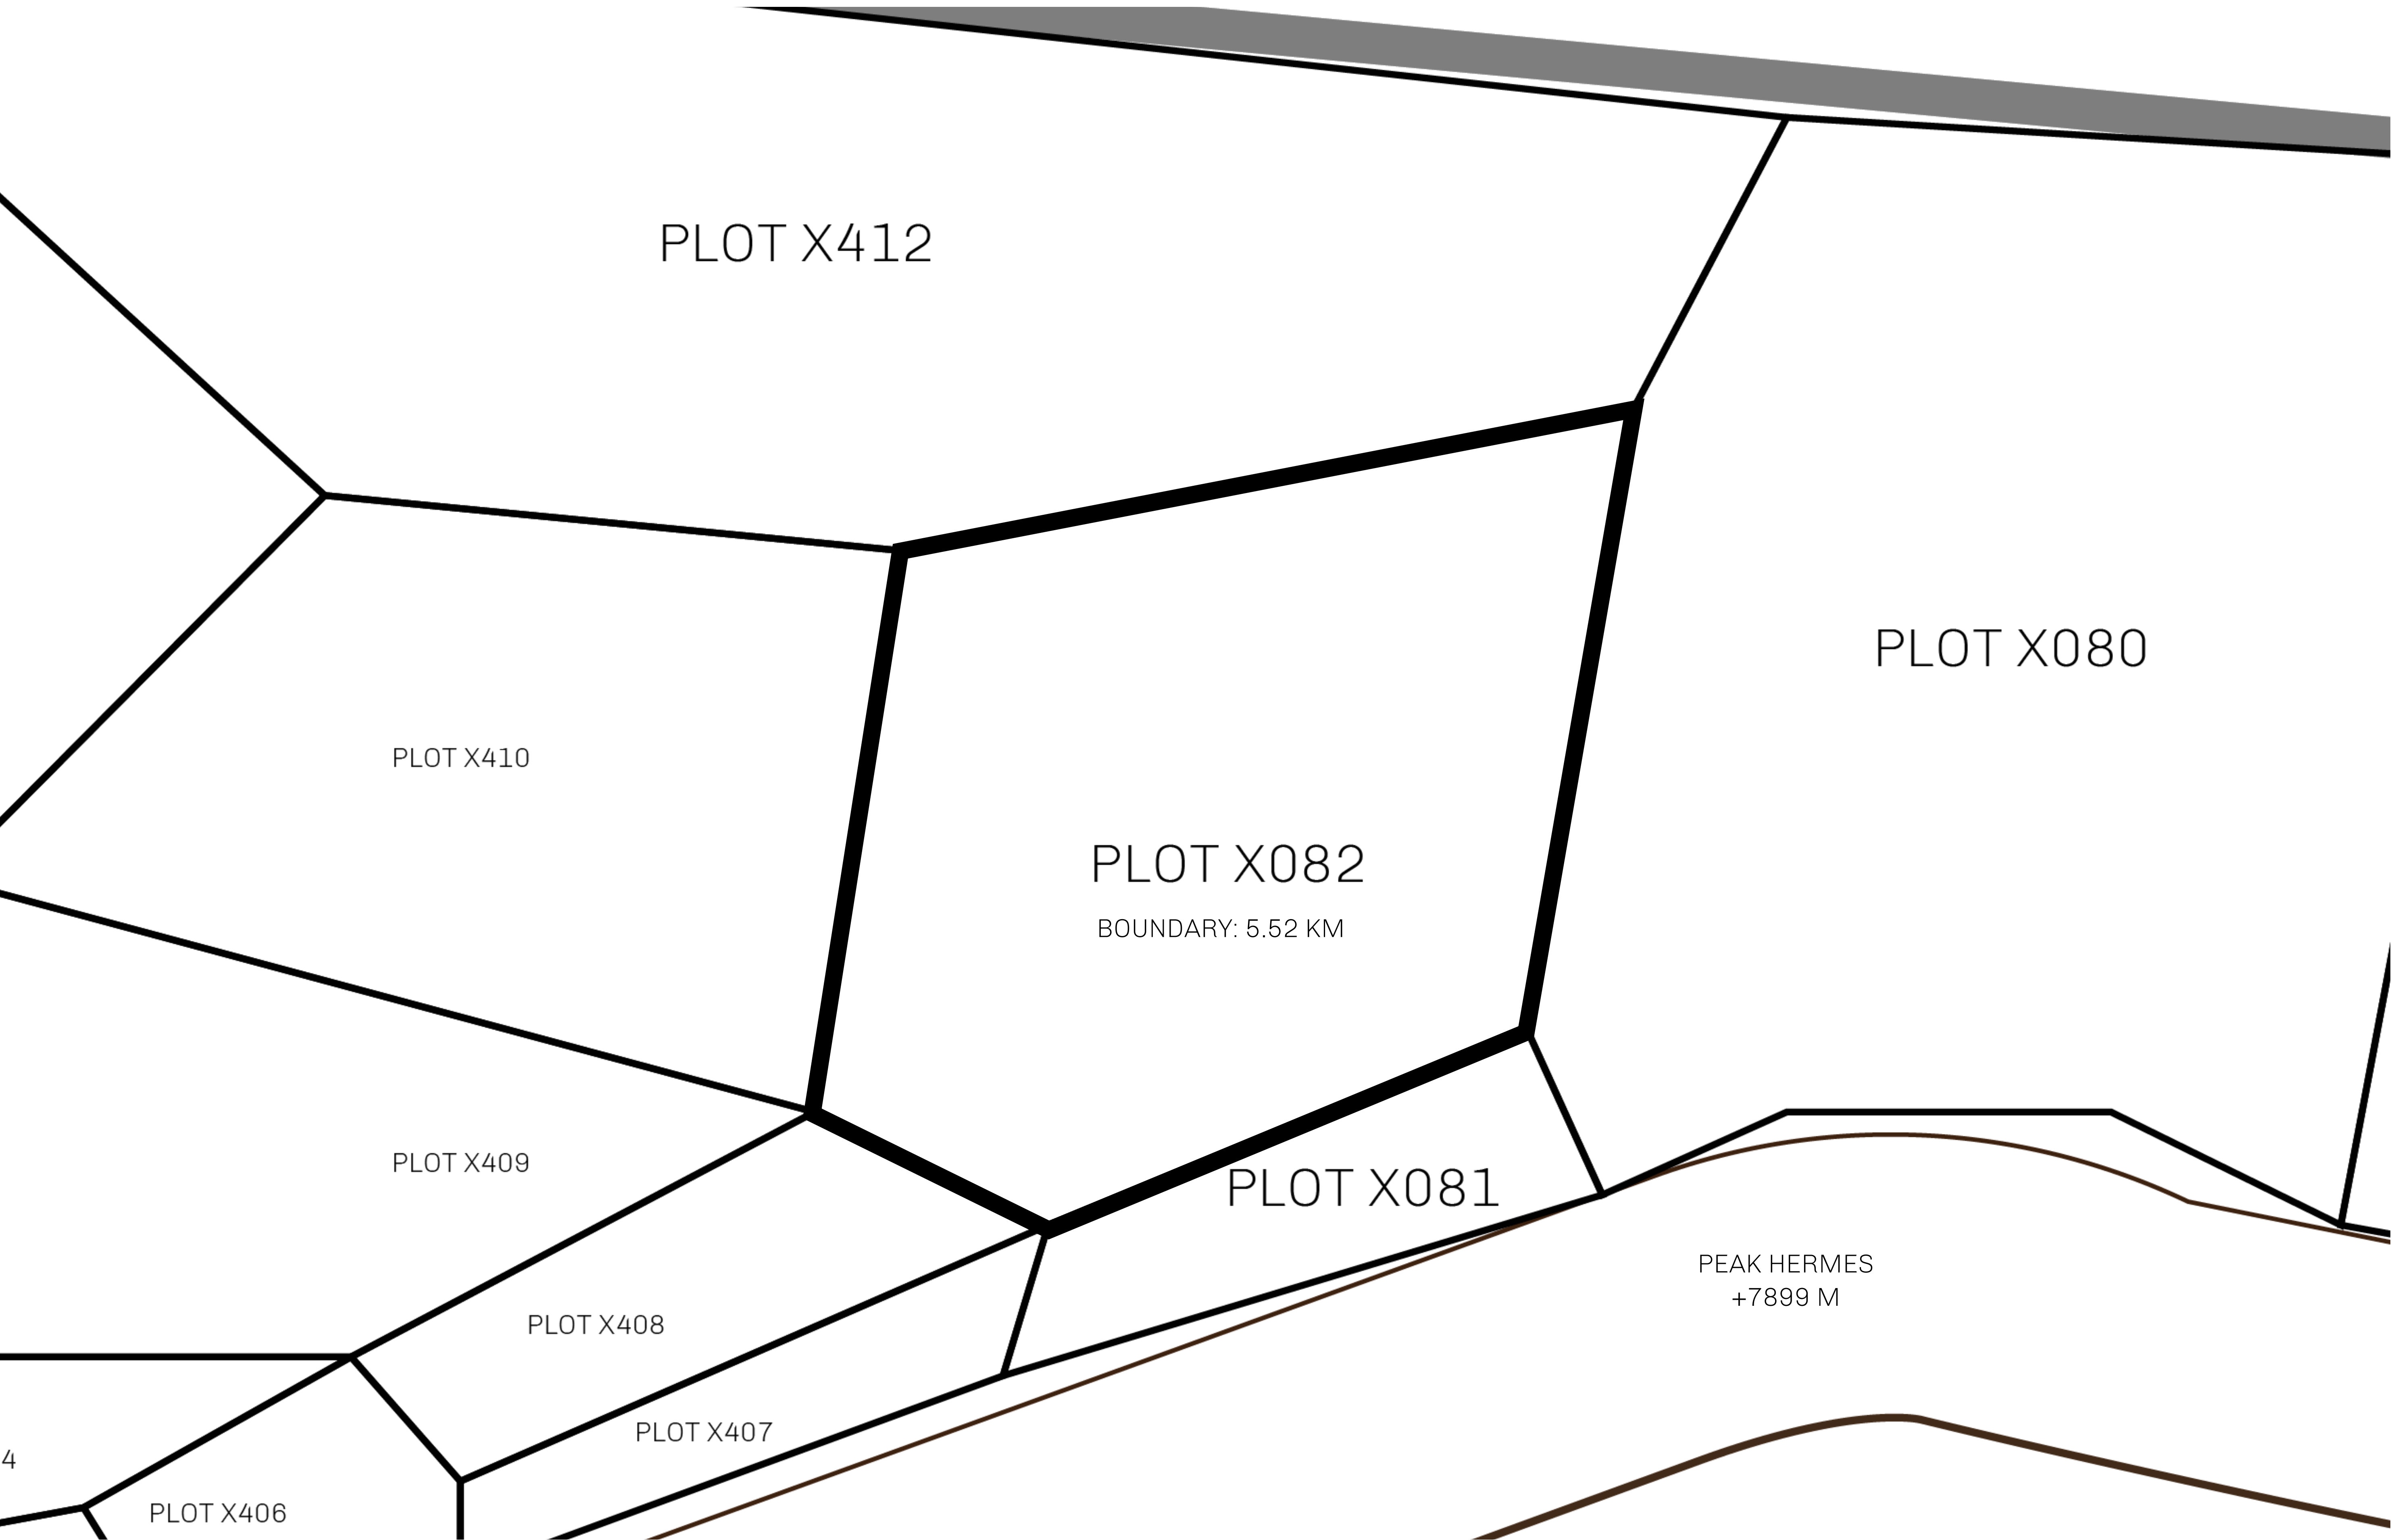 PLOT X412
PLOT X080
PLOT X410
PLOT X082
BOUNDARY: 5.52 KM
PLOT X409
PLOT X081
PEAK HERMES
+7899 M
PLOT X408
PLOT X407
4
PLOT X406